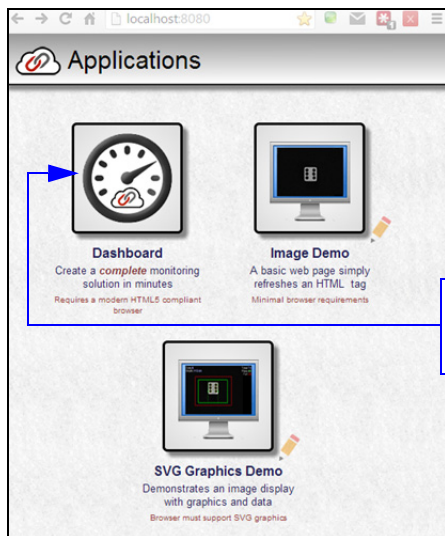 localhost:8080
Applications
Dashboard
Create a complete monitoring
solution in minutes
Requires a modern HTML5 compliant
browser
Image Demo
A basic web page simply
refreshes an HTML tag
Minimal browser requirements
SVG Graphics Demo
Demonstrates an image display
with graphics and data
Browser must support SVG graphics